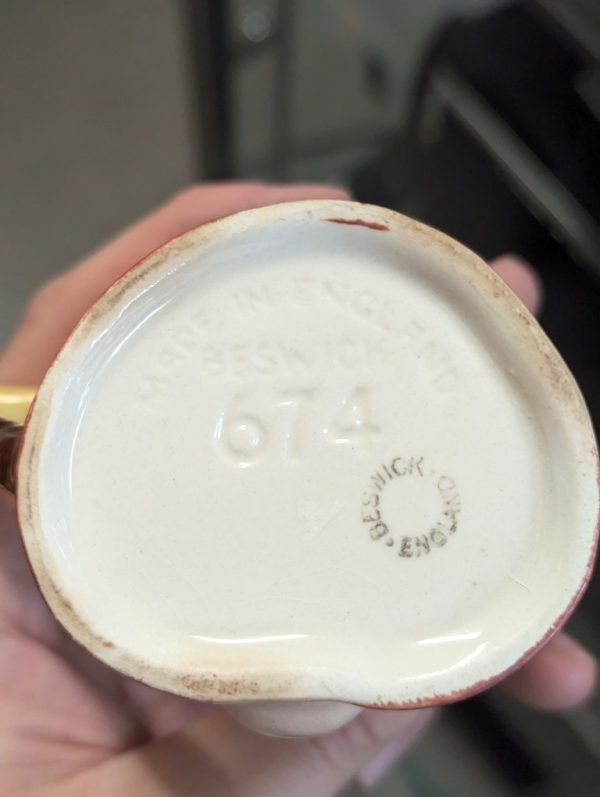 MADE IN ENGLAND
BESWICK
674
BESWICK · ENGLAND ·